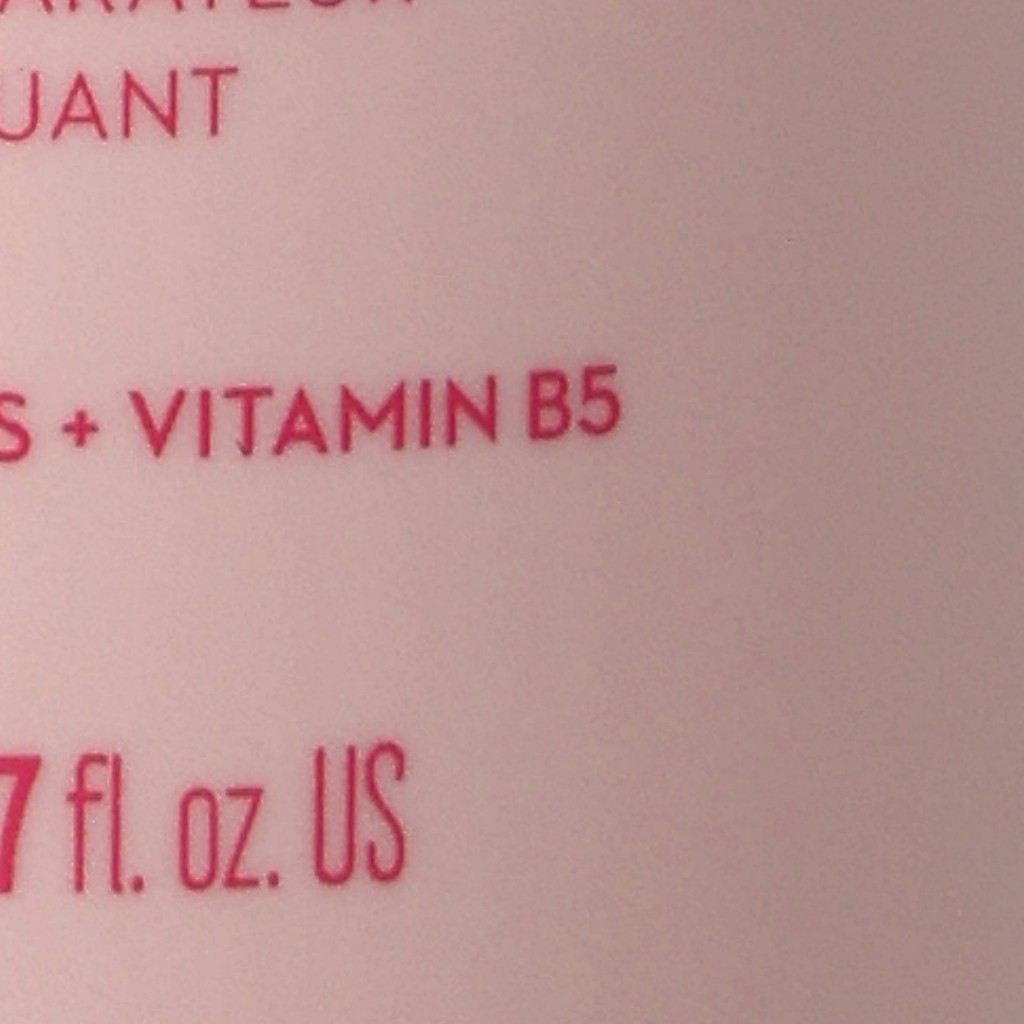 UANT
S + VITAMIN B5
7 fl. oz. US